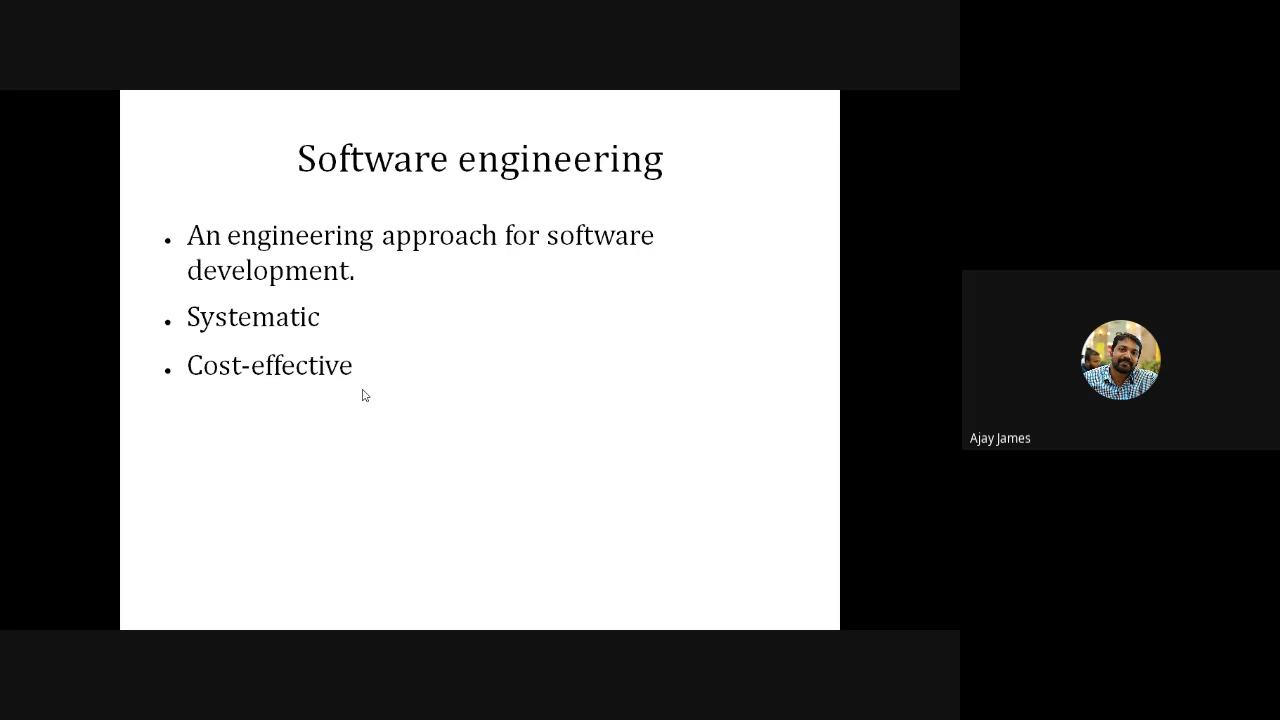 Software engineering
• An engineering approach for software
development.
• Systematic
• Cost-effective
Ajay James